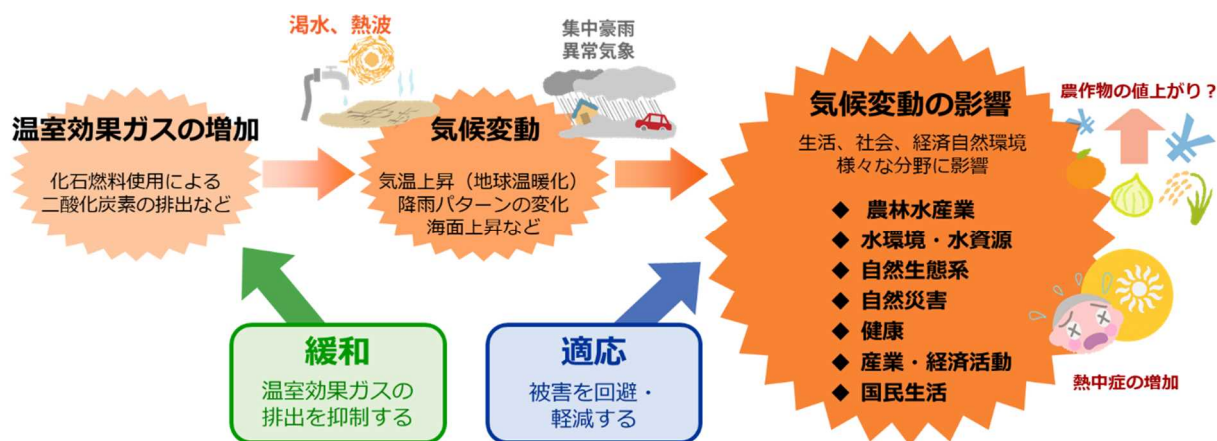 渇水、熱波
集中豪雨
異常気象
温室効果ガスの増加
化石燃料使用による
二酸化炭素の排出など
気候変動
気温上昇（地球温暖化）
降雨パターンの変化
海面上昇など
気候変動の影響
生活、社会、経済自然環境
様々な分野に影響
◆ 農林水産業
◆ 水環境・水資源
◆ 自然生態系
◆ 自然災害
◆ 健康
◆ 産業・経済活動
◆ 国民生活
農作物の値上がり？
¥ ¥
熱中症の増加
緩和
温室効果ガスの
排出を抑制する
適応
被害を回避・
軽減する